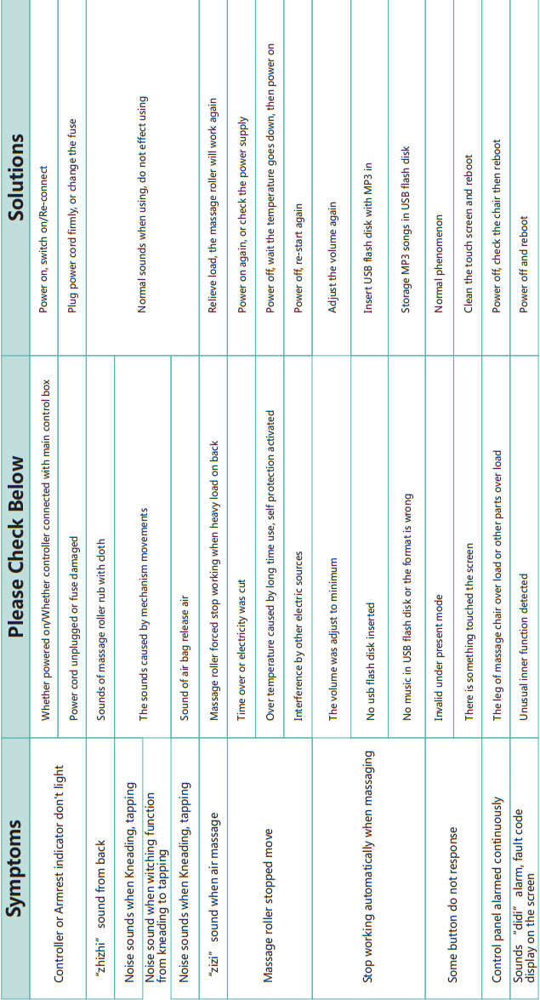 Symptoms
Please Check Below
Solutions
Controller or Armrest indicator don't light
Whether powered on/Whether controller connected with main control box
Power on, switch on/Re-connect
Power cord unplugged or fuse damaged
Plug power cord firmly, or change the fuse
"zhizhi" sound from back
Sounds of massage roller rub with cloth
Normal sounds when using, do not effect using
Noise sounds when Kneading, tapping
The sounds caused by mechanism movements
Noise sound when witching function
from kneading to tapping
Noise sounds when Kneading, tapping
Sound of air bag release air
"zizi" sound when air massage
Massage roller forced stop working when heavy load on back
Relieve load, the massage roller will work again
Massage roller stopped move
Time over or electricity was cut
Power on again, or check the power supply
Over temperature caused by long time use, self protection activated
Power off, wait the temperature goes down, then power on
Interference by other electric sources
Power off, re-start again
Stop working automatically when massaging
The volume was adjust to minimum
Adjust the volume again
No usb flash disk inserted
Insert USB flash disk with MP3 in
No music in USB flash disk or the format is wrong
Storage MP3 songs in USB flash disk
Some button do not response
Invalid under present mode
Normal phenomenon
There is something touched the screen
Clean the touch screen and reboot
Control panel alarmed continuously
The leg of massage chair over load or other parts over load
Power off, check the chair then reboot
Sounds "didi" alarm, fault code
display on the screen
Unusual inner function detected
Power off and reboot